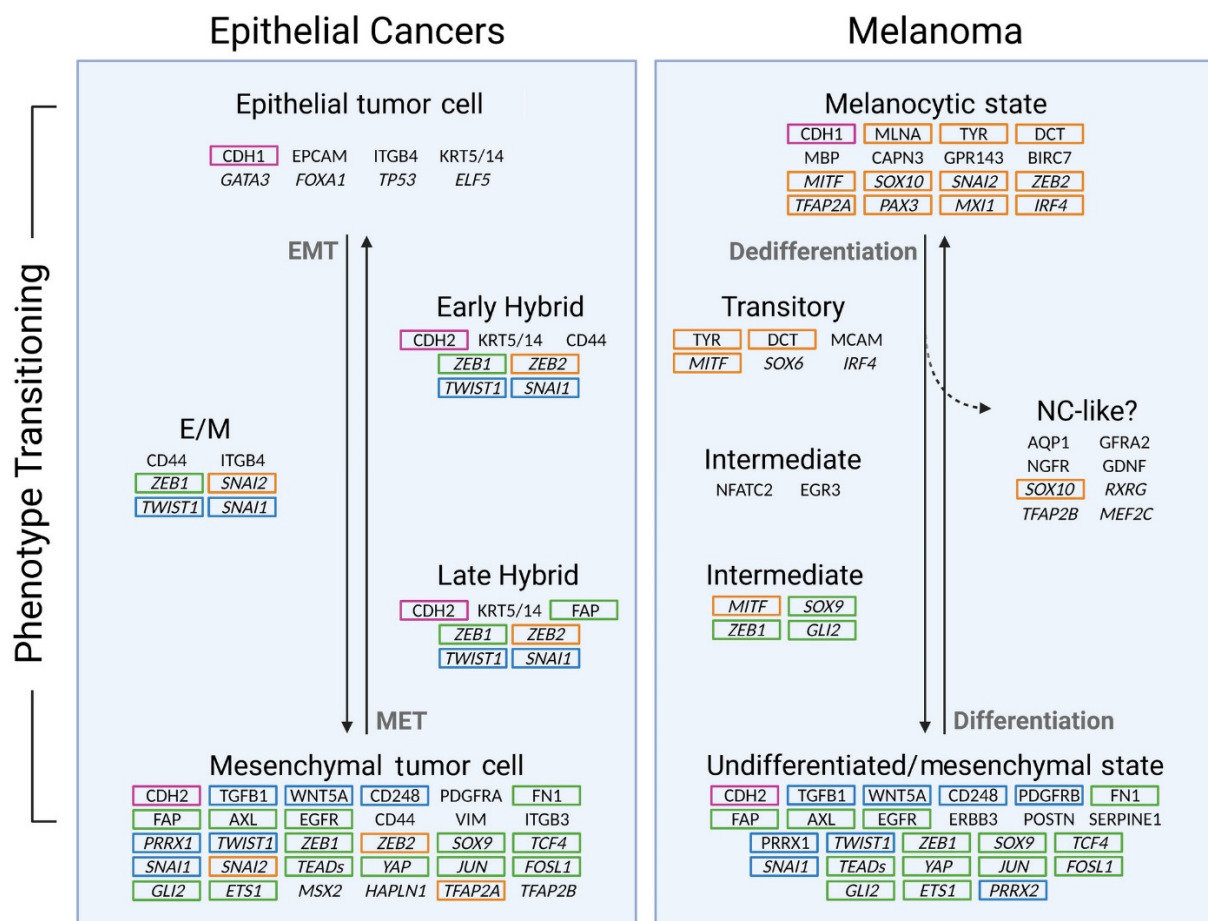 Epithelial Cancers
Melanoma
Phenotype Transitioning
Epithelial tumor cell
CDH1 EPCAM ITGB4 KRT5/14
GATA3 FOXA1 TP53 ELF5
EMT
Early Hybrid
CDH2 KRT5/14 CD44
ZEB1 ZEB2
TWIST1 SNAI1
E/M
CD44 ITGB4
ZEB1 SNAI2
TWIST1 SNAI1
Late Hybrid
CDH2 KRT5/14 FAP
ZEB1 ZEB2
TWIST1 SNAI1
MET
Mesenchymal tumor cell
CDH2 TGFB1 WNT5A CD248 PDGFRA FN1
FAP AXL EGFR CD44 VIM ITGB3
PRRX1 TWIST1 ZEB1 ZEB2 SOX9 TCF4
SNAI1 SNAI2 TEADs YAP JUN FOSL1
GLI2 ETS1 MSX2 HAPLN1 TFAP2A TFAP2B
Melanocytic state
CDH1 MLNA TYR DCT
MBP CAPN3 GPR143 BIRC7
MITF SOX10 SNAI2 ZEB2
TFAP2A PAX3 MXI1 IRF4
Dedifferentiation
Transitory
TYR DCT MCAM
MITF SOX6 IRF4
NC-like?
AQP1 GFRA2
NGFR GDNF
SOX10 RXRG
TFAP2B MEF2C
Intermediate
NFATC2 EGR3
Intermediate
MITF SOX9
ZEB1 GLI2
Differentiation
Undifferentiated/mesenchymal state
CDH2 TGFB1 WNT5A CD248 PDGFRB FN1
FAP AXL EGFR ERBB3 POSTN SERPINE1
PRRX1 TWIST1 ZEB1 SOX9 TCF4
SNAI1 TEADs YAP JUN FOSL1
GLI2 ETS1 PRRX2